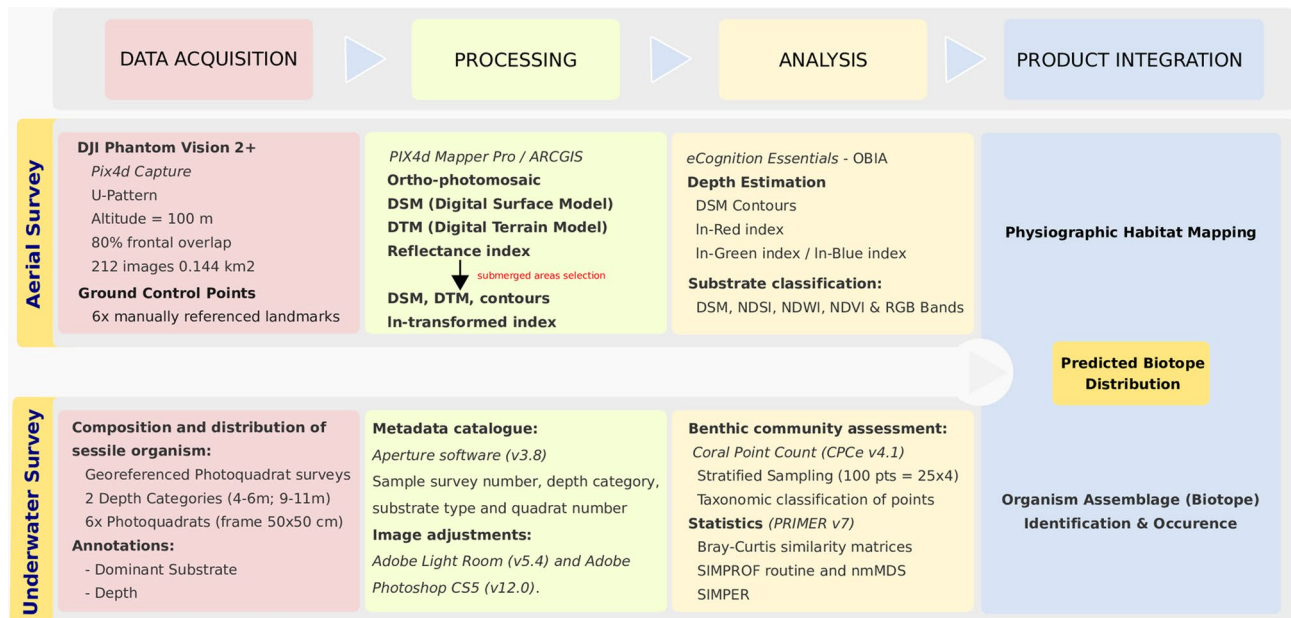 DATA ACQUISITION
PROCESSING
ANALYSIS
PRODUCT INTEGRATION
Aerial Survey
DJI Phantom Vision 2+
Pix4d Capture
U-Pattern
Altitude = 100 m
80% frontal overlap
212 images 0.144 km2
Ground Control Points
6x manually referenced landmarks
PIX4d Mapper Pro / ARCGIS
Ortho-photomosaic
DSM (Digital Surface Model)
DTM (Digital Terrain Model)
Reflectance index
submerged areas selection
DSM, DTM, contours
ln-transformed index
eCognition Essentials - OBIA
Depth Estimation
DSM Contours
ln-Red index
ln-Green index / ln-Blue index
Substrate classification:
DSM, NDSI, NDWI, NDVI & RGB Bands
Physiographic Habitat Mapping
Predicted Biotope
Distribution
Underwater Survey
Composition and distribution of
sessile organism:
Georeferenced Photoquadrat surveys
2 Depth Categories (4-6m; 9-11m)
6x Photoquadrats (frame 50x50 cm)
Annotations:
- Dominant Substrate
- Depth
Metadata catalogue:
Aperture software (v3.8)
Sample survey number, depth category,
substrate type and quadrat number
Image adjustments:
Adobe Light Room (v5.4) and Adobe
Photoshop CS5 (v12.0).
Benthic community assessment:
Coral Point Count (CPCe v4.1)
Stratified Sampling (100 pts = 25x4)
Taxonomic classification of points
Statistics (PRIMER v7)
Bray-Curtis similarity matrices
SIMPROF routine and nmMDS
SIMPER
Organism Assemblage (Biotope)
Identification & Occurence